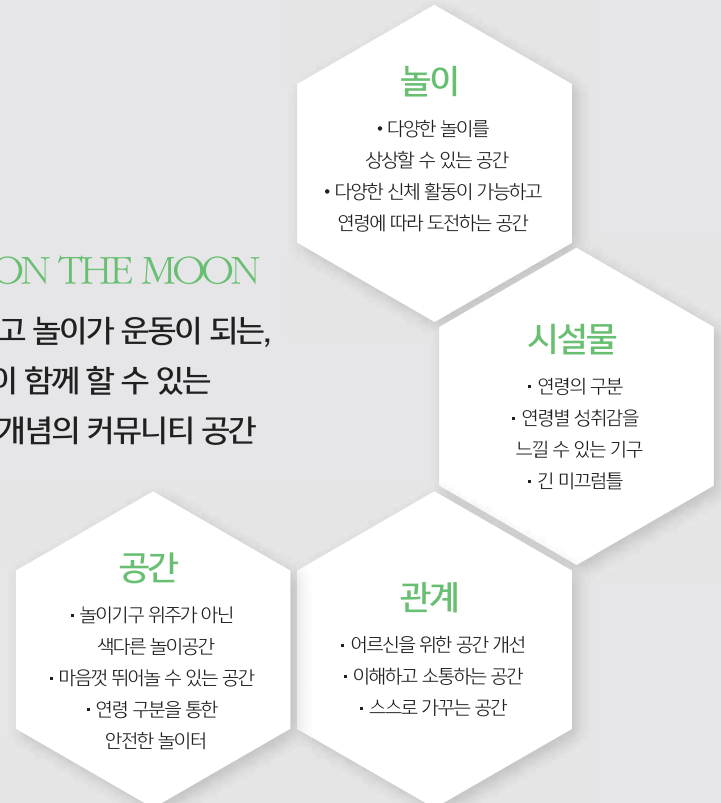 놀이
• 다양한 놀이를
상상할 수 있는 공간
• 다양한 신체 활동이 가능하고
연령에 따라 도전하는 공간
ON THE MOON
고 놀이가 운동이 되는,
이 함께 할 수 있는
개념의 커뮤니티 공간
시설물
· 연령의 구분
· 연령별 성취감을
느낄 수 있는 기구
· 긴 미끄럼틀
공간
· 놀이기구 위주가 아닌
색다른 놀이공간
· 마음껏 뛰어놀 수 있는 공간
· 연령 구분을 통한
안전한 놀이터
관계
· 어르신을 위한 공간 개선
· 이해하고 소통하는 공간
· 스스로 가꾸는 공간